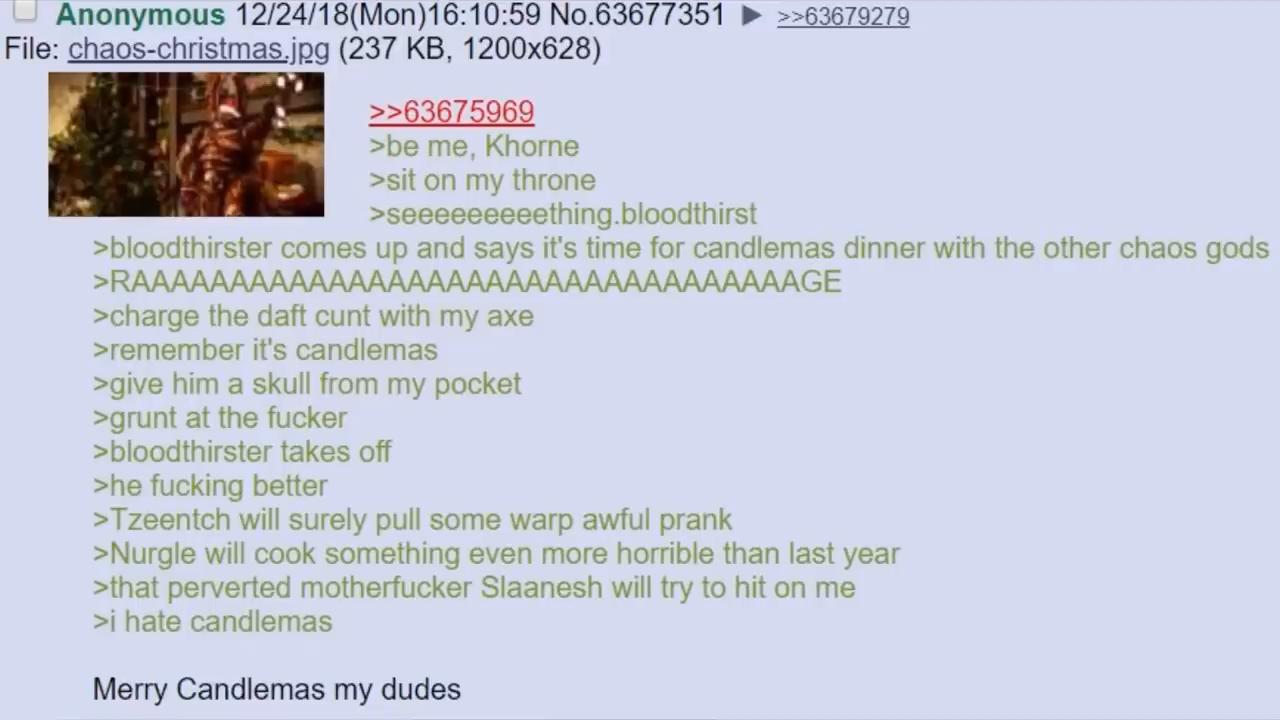 Anonymous 12/24/18(Mon)16:10:59 No.63677351 ▶ >>63679279
File: chaos-christmas.jpg (237 KB, 1200x628)
>>63675969
>be me, Khorne
>sit on my throne
>seeeeeeeeeething.bloodthirst
>bloodthirster comes up and says it's time for candlemas dinner with the other chaos gods
>RAAAAAAAAAAAAAAAAAAAAAAAAAAAAAAAAAAAAAAGE
>charge the daft cunt with my axe
>remember it's candlemas
>give him a skull from my pocket
>grunt at the fucker
>bloodthirster takes off
>he fucking better
>Tzeentch will surely pull some warp awful prank
>Nurgle will cook something even more horrible than last year
>that perverted motherfucker Slaanesh will try to hit on me
>i hate candlemas
Merry Candlemas my dudes